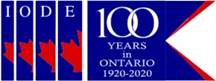 I O D E
100
YEARS
in
ONTARIO
1920-2020